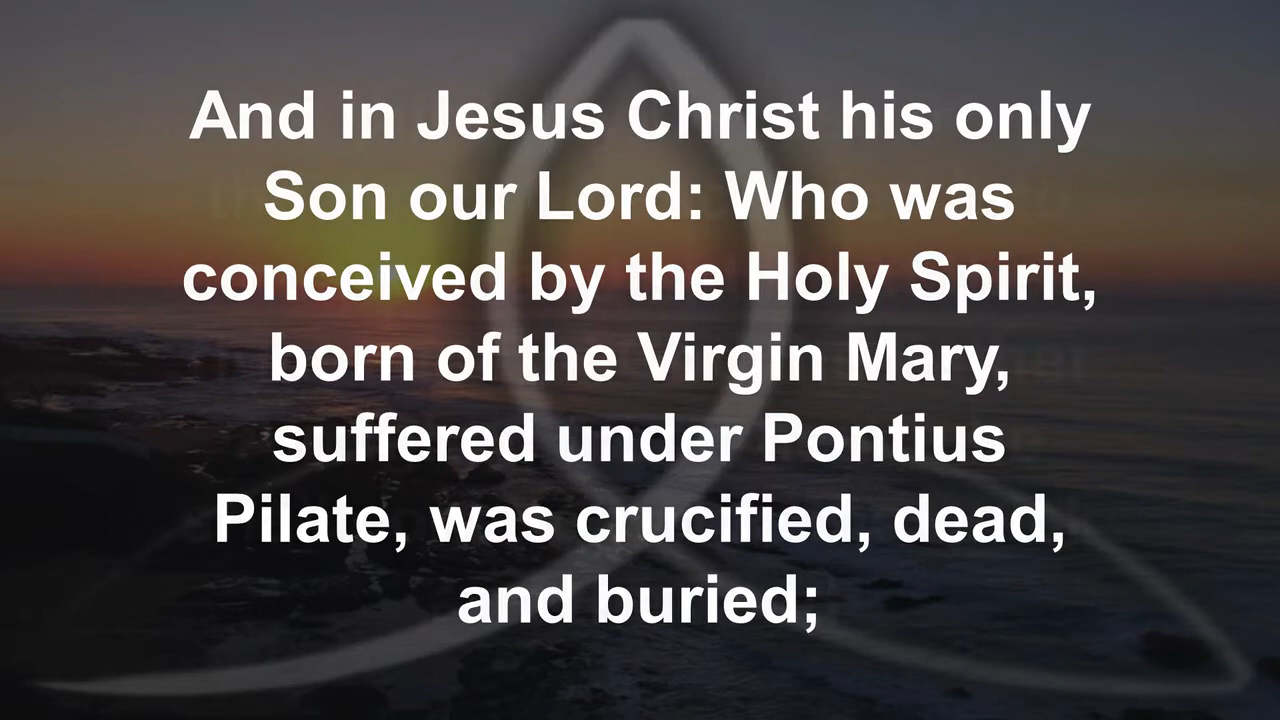 And in Jesus Christ his only
Son our Lord: Who was
conceived by the Holy Spirit,
born of the Virgin Mary,
suffered under Pontius
Pilate, was crucified, dead,
and buried;